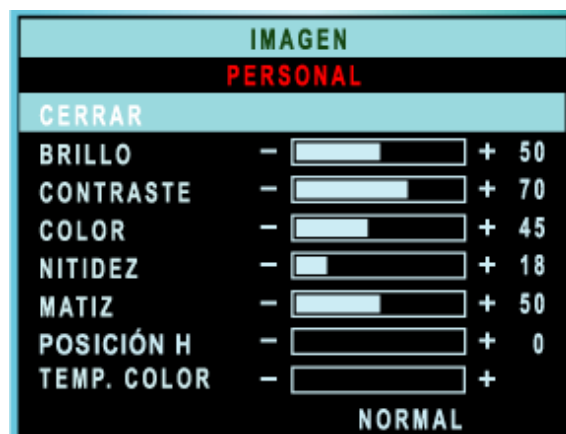 IMAGEN
PERSONAL
CERRAR
BRILLO - + 50
CONTRASTE - + 70
COLOR - + 45
NITIDEZ - + 18
MATIZ - + 50
POSICIÓN H - + 0
TEMP. COLOR - +
NORMAL